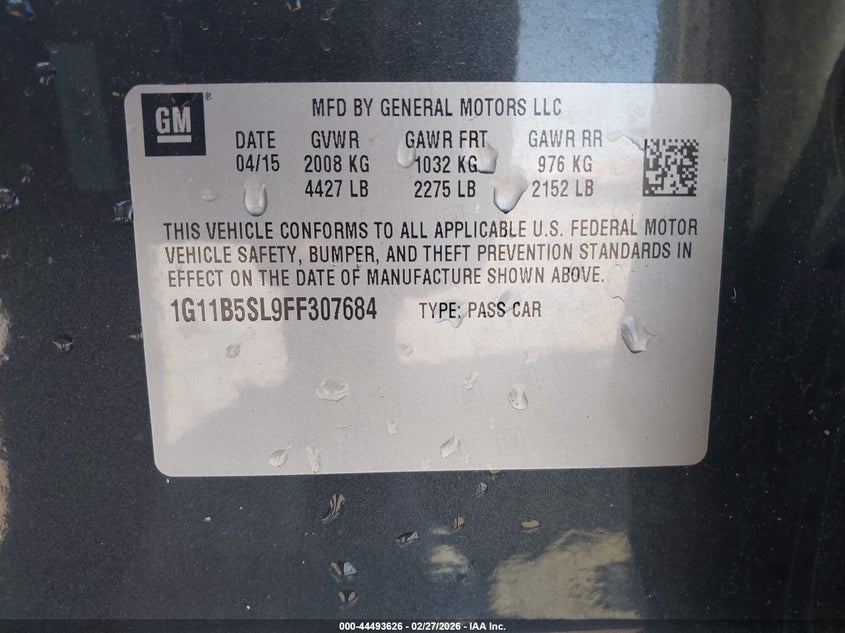 GM®
MFD BY GENERAL MOTORS LLC
DATE GVWR GAWR FRT GAWR RR
04/15 2008 KG 1032 KG 976 KG
4427 LB 2275 LB 2152 LB
THIS VEHICLE CONFORMS TO ALL APPLICABLE U.S. FEDERAL MOTOR
VEHICLE SAFETY, BUMPER, AND THEFT PREVENTION STANDARDS IN
EFFECT ON THE DATE OF MANUFACTURE SHOWN ABOVE.
1G11B5SL9FF307684 TYPE: PASS CAR
000-44493626 - 02/27/2026 - IAA Inc.